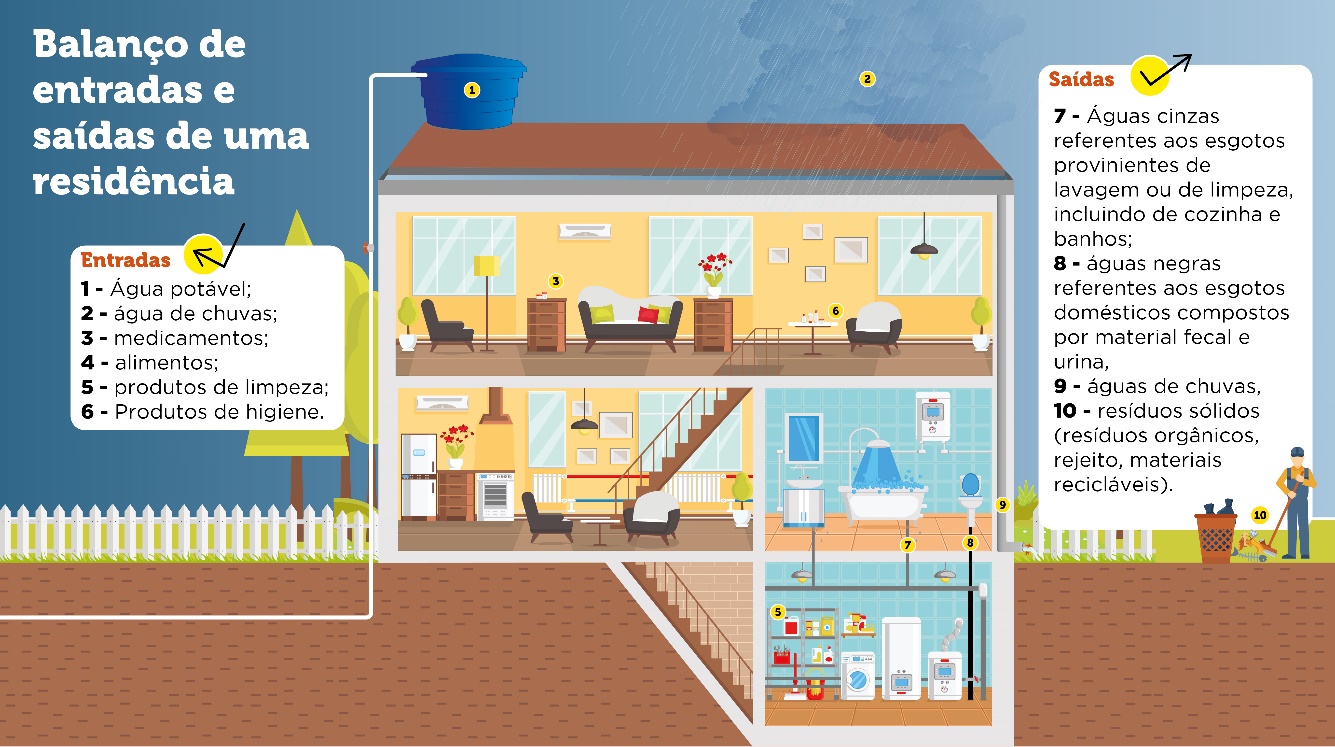 Balanço de
entradas e
saídas de uma
residência
Entradas
1 - Água potável;
2 - água de chuvas;
3 - medicamentos;
4 - alimentos;
5 - produtos de limpeza;
6 - Produtos de higiene.
Saídas
7 - Águas cinzas
referentes aos esgotos
provinientes de
lavagem ou de limpeza,
incluindo de cozinha e
banhos;
8 - águas negras
referentes aos esgotos
domésticos compostos
por material fecal e
urina,
9 - águas de chuvas,
10 - resíduos sólidos
(resíduos orgânicos,
rejeito, materiais
recicláveis).
1
2
3
6
9
10
7
8
5